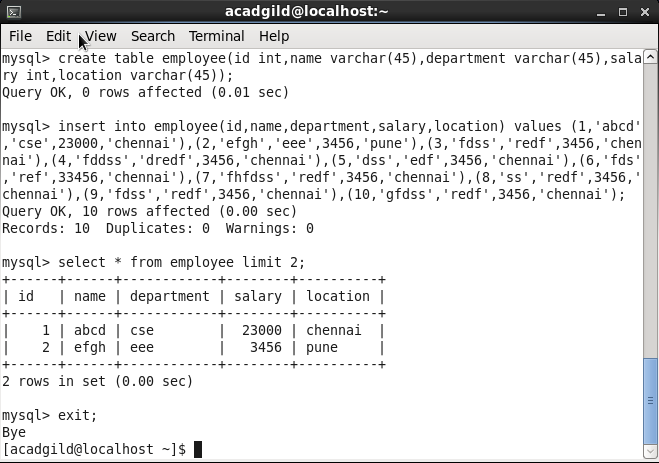 acadgild@localhost:~
File Edit View Search Terminal Help
mysql> create table employee(id int,name varchar(45),department varchar(45),sala
ry int,location varchar(45));
Query OK, 0 rows affected (0.01 sec)
mysql> insert into employee(id,name,department,salary,location) values (1,'abcd'
,'cse',23000,'chennai'),(2,'efgh','eee',3456,'pune'),(3,'fdss','redf',3456,'chen
nai'),(4,'fddss','dredf',3456,'chennai'),(5,'dss','edf',3456,'chennai'),(6,'fds'
,'ref',33456,'chennai'),(7,'fhfdss','redf',3456,'chennai'),(8,'ss','redf',3456,'
chennai'),(9,'fdss','redf',3456,'chennai'),(10,'gfdss','redf',3456,'chennai');
Query OK, 10 rows affected (0.00 sec)
Records: 10  Duplicates: 0  Warnings: 0
mysql> select * from employee limit 2;
+------+------+------------+--------+----------+
| id   | name | department | salary | location |
+------+------+------------+--------+----------+
|    1 | abcd | cse        |  23000 | chennai  |
|    2 | efgh | eee        |   3456 | pune     |
+------+------+------------+--------+----------+
2 rows in set (0.00 sec)
mysql> exit;
Bye
[acadgild@localhost ~]$